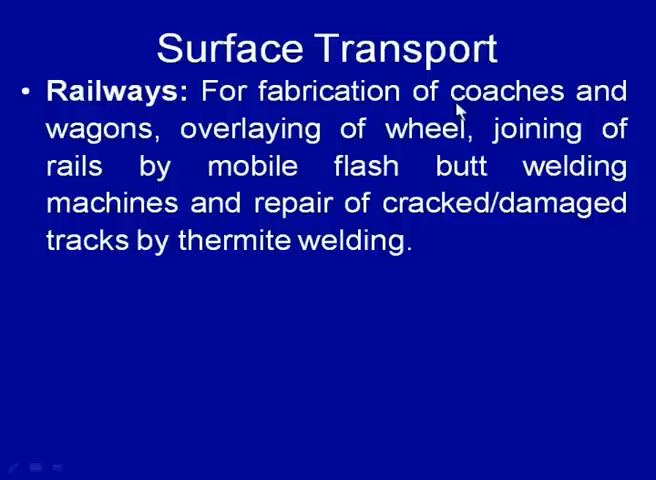 Surface Transport
• Railways: For fabrication of coaches and
wagons, overlaying of wheel, joining of
rails by mobile flash butt welding
machines and repair of cracked/damaged
tracks by thermite welding.